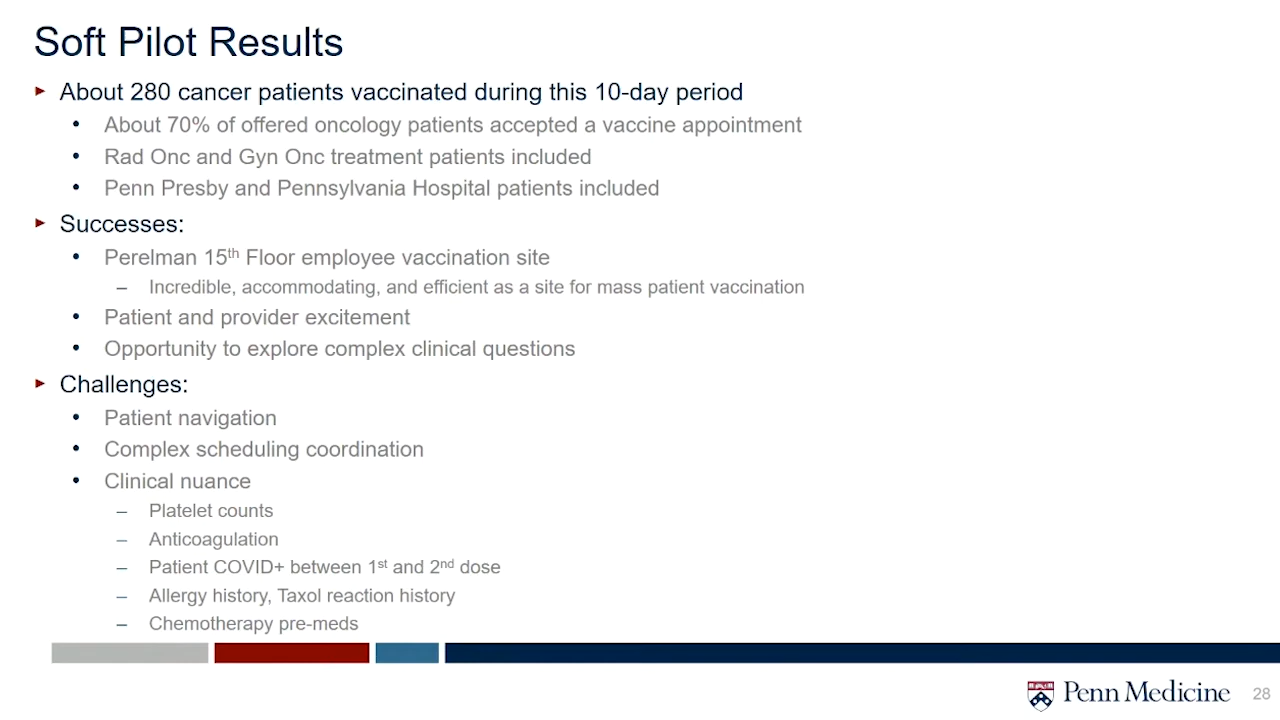 Soft Pilot Results
► About 280 cancer patients vaccinated during this 10-day period
• About 70% of offered oncology patients accepted a vaccine appointment
• Rad Onc and Gyn Onc treatment patients included
• Penn Presby and Pennsylvania Hospital patients included
► Successes:
• Perelman 15th Floor employee vaccination site
– Incredible, accommodating, and efficient as a site for mass patient vaccination
• Patient and provider excitement
• Opportunity to explore complex clinical questions
► Challenges:
• Patient navigation
• Complex scheduling coordination
• Clinical nuance
– Platelet counts
– Anticoagulation
– Patient COVID+ between 1st and 2nd dose
– Allergy history, Taxol reaction history
– Chemotherapy pre-meds
Penn Medicine
28